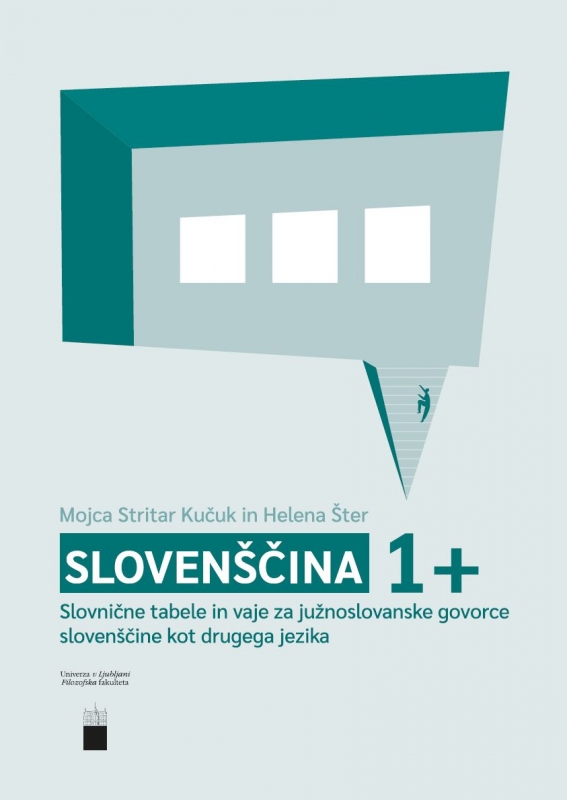 Mojca Stritar Kučuk in Helena Šter
SLOVENŠČINA 1+
Slovnične tabele in vaje za južnoslovanske govorce
slovenščine kot drugega jezika
Univerza v Ljubljani
Filozofska fakulteta